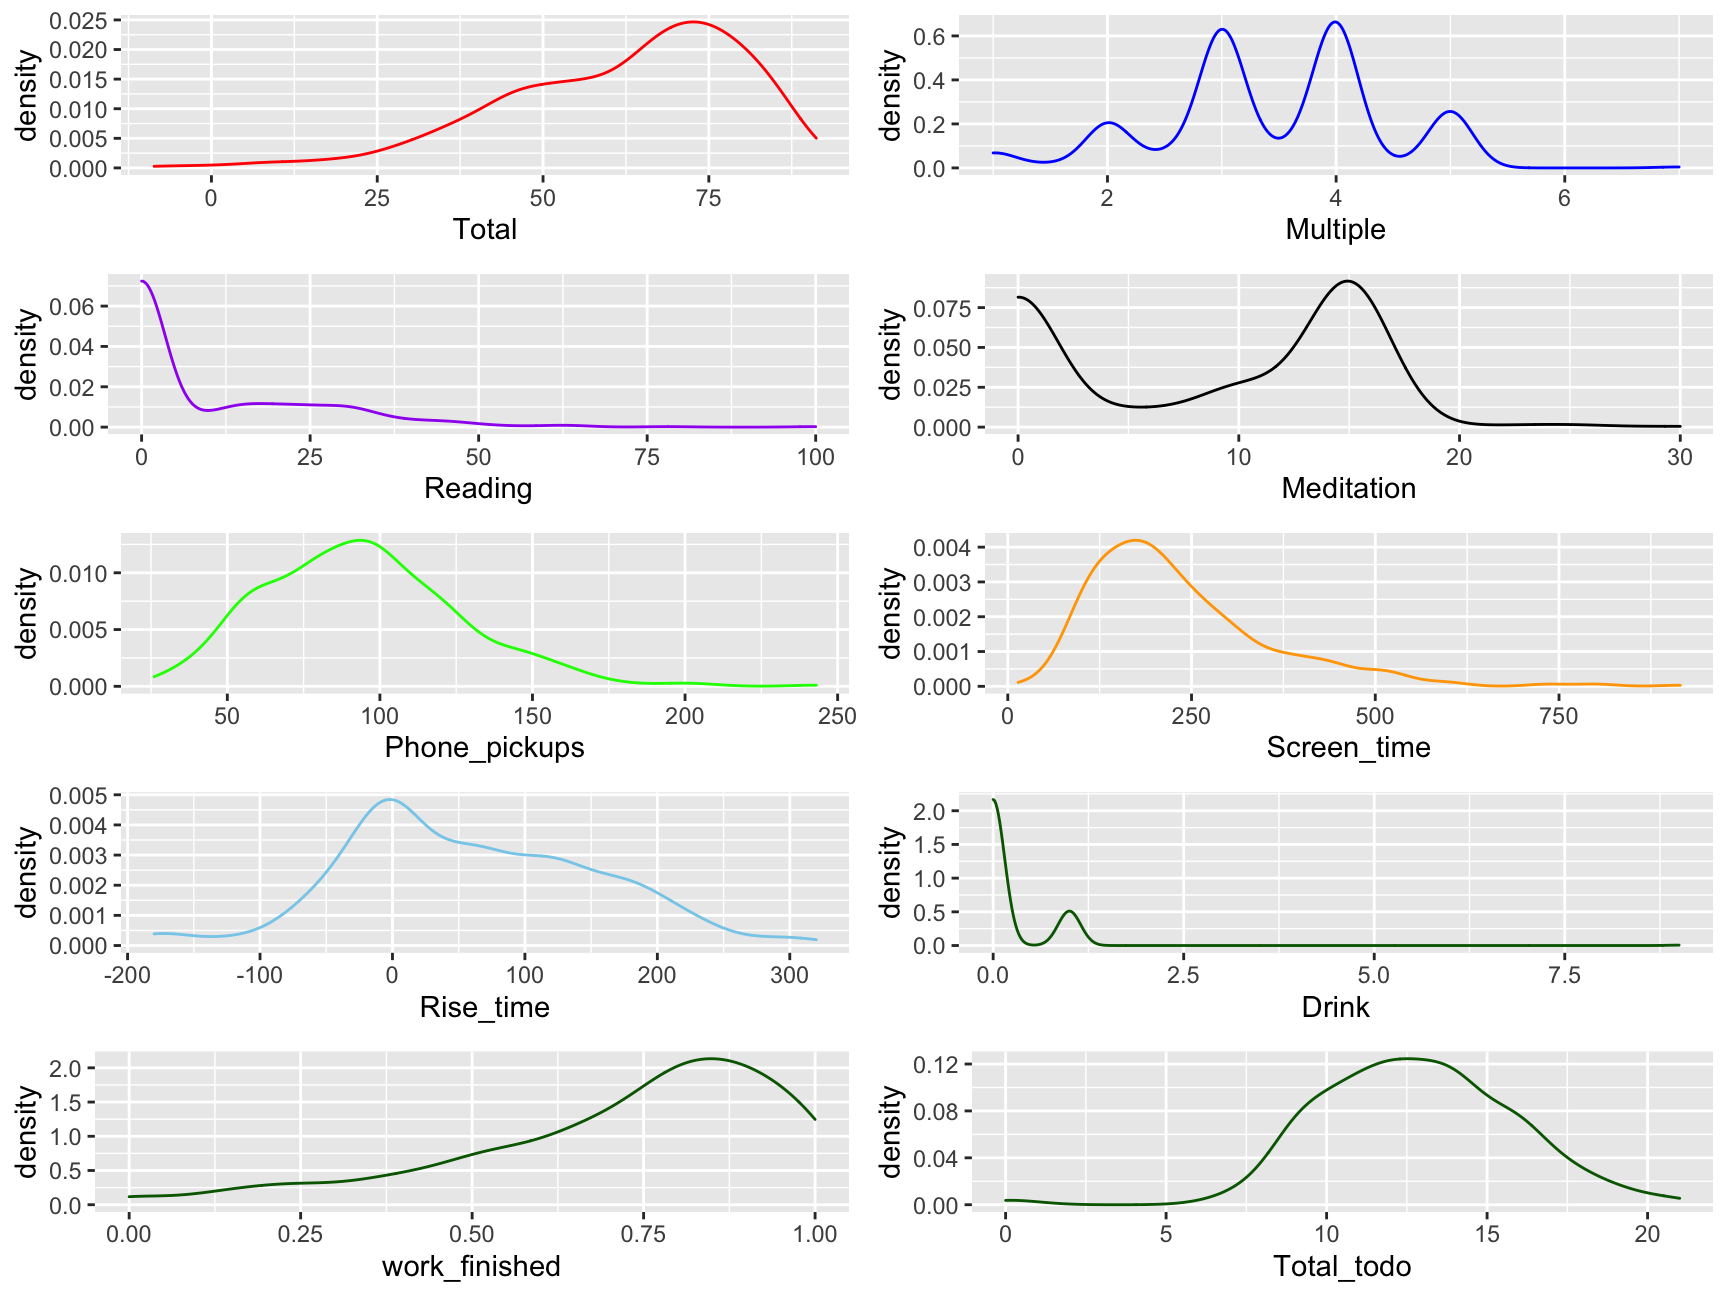 density
0.025
0.020
0.015
0.010
0.005
0.000
0 25 50 75
Total
density
0.6
0.4
0.2
0.0
2 4 6
Multiple
density
0.06
0.04
0.02
0.00
0 25 50 75 100
Reading
density
0.075
0.050
0.025
0.000
0 10 20 30
Meditation
density
0.010
0.005
0.000
50 100 150 200 250
Phone_pickups
density
0.004
0.003
0.002
0.001
0.000
0 250 500 750
Screen_time
density
0.005
0.004
0.003
0.002
0.001
0.000
-200 -100 0 100 200 300
Rise_time
density
2.0
1.5
1.0
0.5
0.0
0.0 2.5 5.0 7.5
Drink
density
2.0
1.5
1.0
0.5
0.0
0.00 0.25 0.50 0.75 1.00
work_finished
density
0.12
0.08
0.04
0.00
0 5 10 15 20
Total_todo